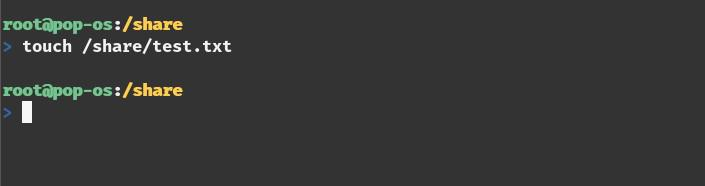 root@pop-os:/share
> touch /share/test.txt
root@pop-os:/share
>